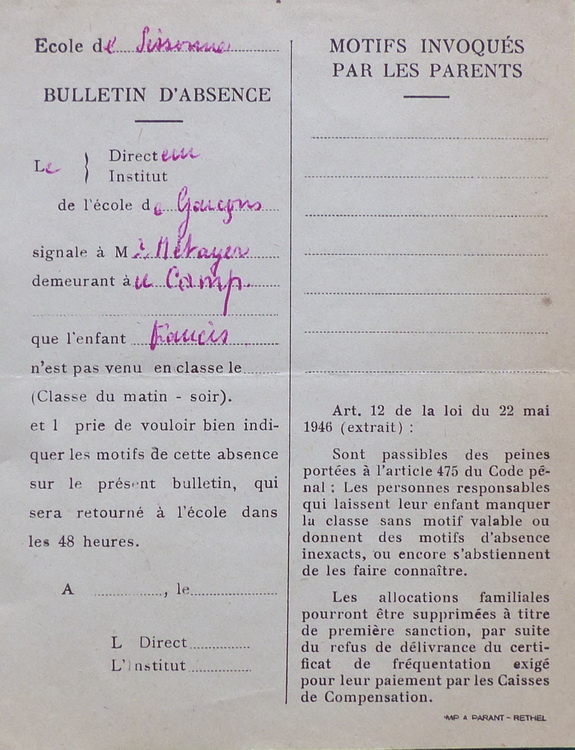 Ecole de Sissonne
BULLETIN D'ABSENCE
Le } Directeur
Institut
de l'école de Garçons
signale à M r Métayer
demeurant à Camp
que l'enfant Francis
n'est pas venu en classe le
(Classe du matin - soir).
et l prie de vouloir bien indi-
quer les motifs de cette absence
sur le présent bulletin, qui
sera retourné à l'école dans
les 48 heures.
A ..............., le...................
L Direct.............
L'Institut.............
MOTIFS INVOQUÉS
PAR LES PARENTS
Art. 12 de la loi du 22 mai
1946 (extrait) :
Sont passibles des peines
portées à l'article 475 du Code pé-
nal : Les personnes responsables
qui laissent leur enfant manquer
la classe sans motif valable ou
donnent des motifs d'absence
inexacts, ou encore s'abstiennent
de les faire connaître.
Les allocations familiales
pourront être supprimées à titre
de première sanction, par suite
du refus de délivrance du certi-
ficat de fréquentation exigé
pour leur paiement par les Caisses
de Compensation.
IMP A PARANT - RETHEL